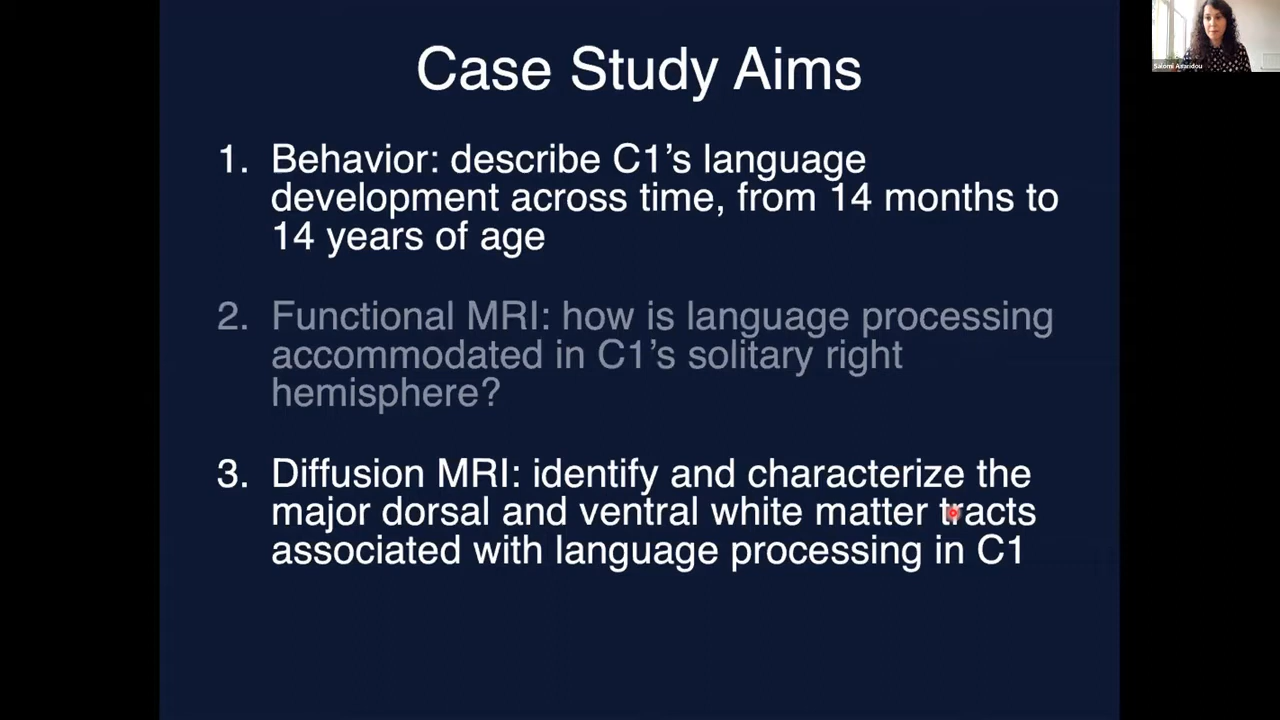 Case Study Aims
Salomi Asaridou
1. Behavior: describe C1's language
development across time, from 14 months to
14 years of age
2. Functional MRI: how is language processing
accommodated in C1's solitary right
hemisphere?
3. Diffusion MRI: identify and characterize the
major dorsal and ventral white matter tracts
associated with language processing in C1